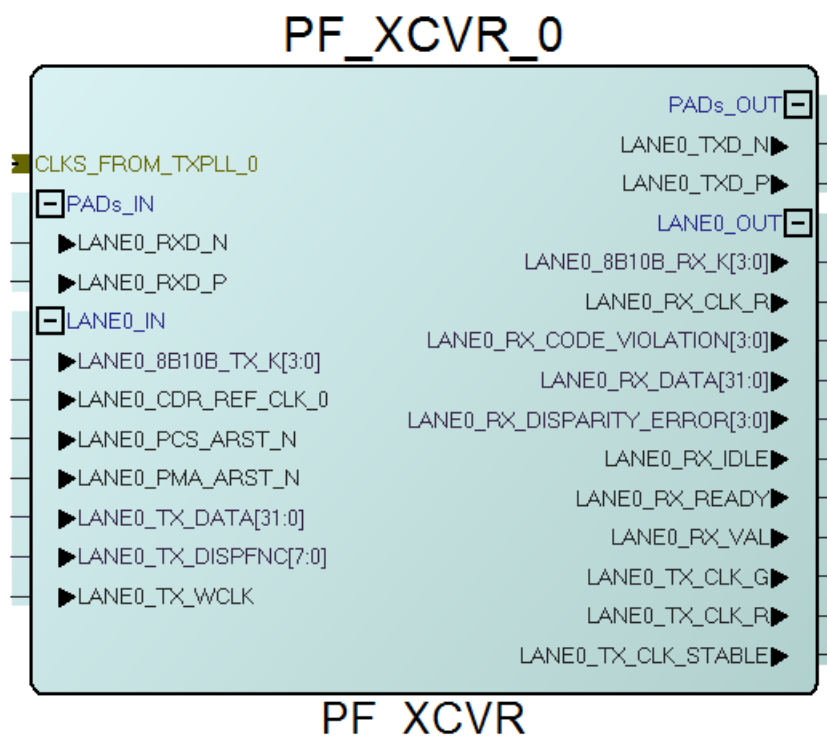 PF_XCVR_0
CLKS_FROM_TXPLL_0
PADs_IN
LANE0_RXD_N
LANE0_RXD_P
LANE0_IN
LANE0_8B10B_TX_K[3:0]
LANE0_CDR_REF_CLK_0
LANE0_PCS_ARST_N
LANE0_PMA_ARST_N
LANE0_TX_DATA[31:0]
LANE0_TX_DISPFNC[7:0]
LANE0_TX_WCLK
PADs_OUT
LANE0_TXD_N
LANE0_TXD_P
LANE0_OUT
LANE0_8B10B_RX_K[3:0]
LANE0_RX_CLK_R
LANE0_RX_CODE_VIOLATION[3:0]
LANE0_RX_DATA[31:0]
LANE0_RX_DISPARITY_ERROR[3:0]
LANE0_RX_IDLE
LANE0_RX_READY
LANE0_RX_VAL
LANE0_TX_CLK_G
LANE0_TX_CLK_R
LANE0_TX_CLK_STABLE
PF_XCVR